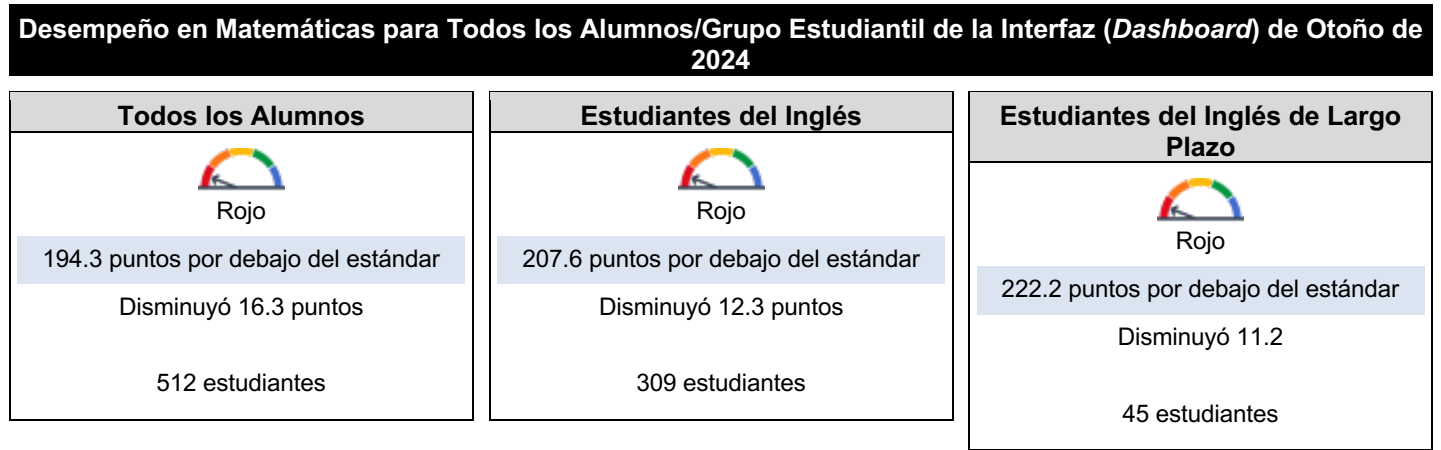 Desempeño en Matemáticas para Todos los Alumnos/Grupo Estudiantil de la Interfaz (Dashboard) de Otoño de
2024
Todos los Alumnos
Rojo
194.3 puntos por debajo del estándar
Disminuyó 16.3 puntos
512 estudiantes
Estudiantes del Inglés
Rojo
207.6 puntos por debajo del estándar
Disminuyó 12.3 puntos
309 estudiantes
Estudiantes del Inglés de Largo
Plazo
Rojo
222.2 puntos por debajo del estándar
Disminuyó 11.2
45 estudiantes